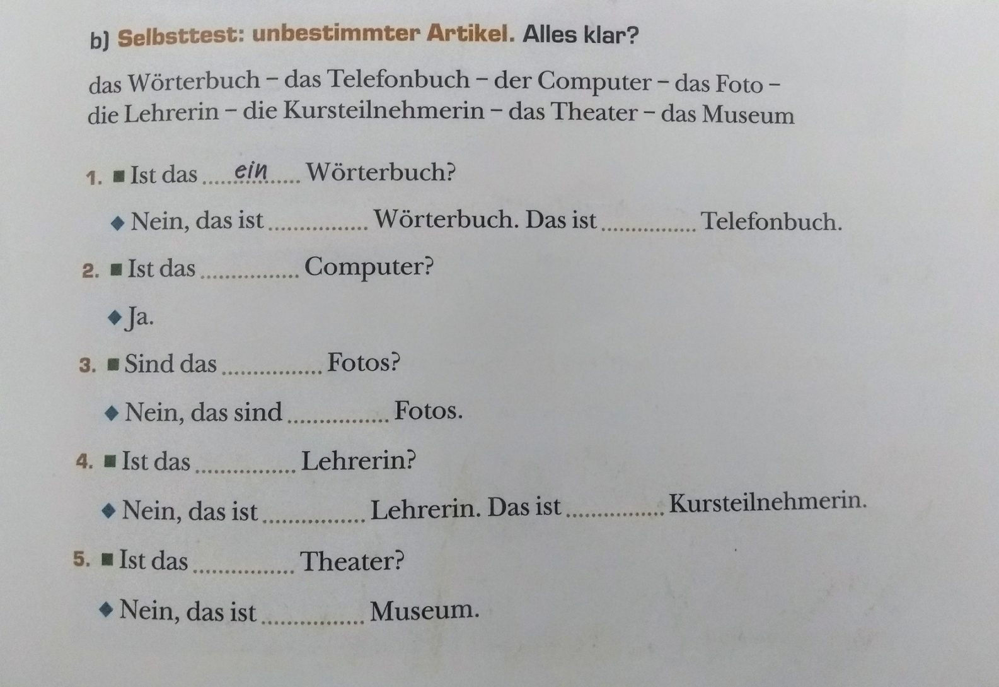 b) Selbsttest: unbestimmter Artikel. Alles klar?
das Wörterbuch – das Telefonbuch – der Computer – das Foto –
die Lehrerin – die Kursteilnehmerin – das Theater – das Museum
1. ■ Ist das .....ein..... Wörterbuch?
◆ Nein, das ist ................ Wörterbuch. Das ist ................ Telefonbuch.
2. ■ Ist das ................ Computer?
◆ Ja.
3. ■ Sind das ................ Fotos?
◆ Nein, das sind ................ Fotos.
4. ■ Ist das ................ Lehrerin?
◆ Nein, das ist ................ Lehrerin. Das ist ................ Kursteilnehmerin.
5. ■ Ist das ................ Theater?
◆ Nein, das ist ................ Museum.